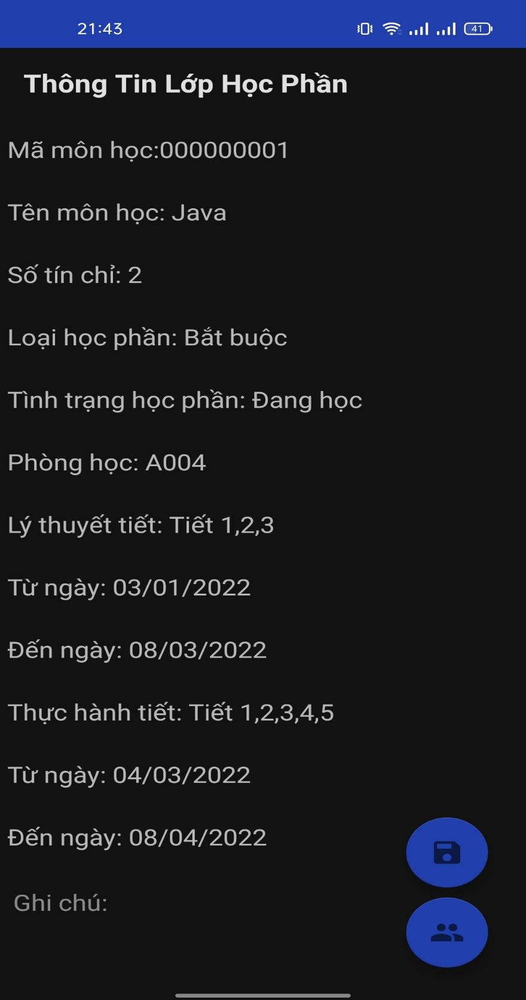 21:43
41
Thông Tin Lớp Học Phần
Mã môn học:000000001
Tên môn học: Java
Số tín chỉ: 2
Loại học phần: Bắt buộc
Tình trạng học phần: Đang học
Phòng học: A004
Lý thuyết tiết: Tiết 1,2,3
Từ ngày: 03/01/2022
Đến ngày: 08/03/2022
Thực hành tiết: Tiết 1,2,3,4,5
Từ ngày: 04/03/2022
Đến ngày: 08/04/2022
Ghi chú: